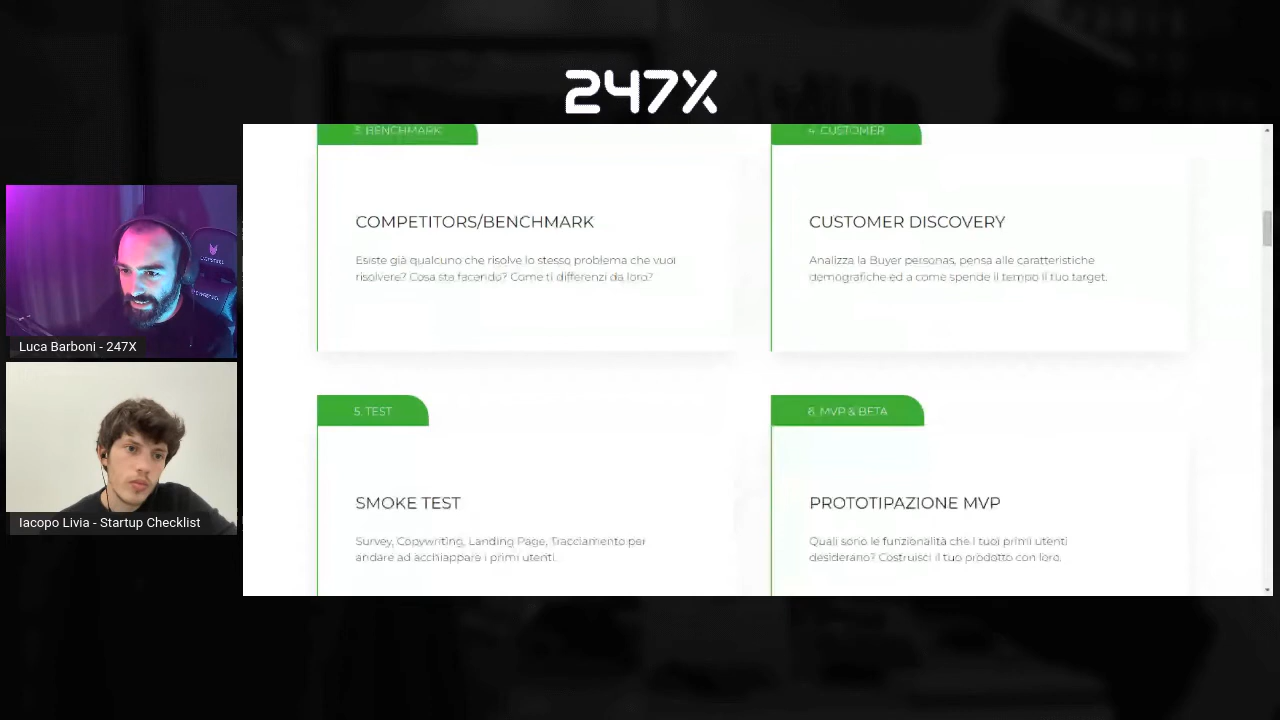 247X
3. BENCHMARK
COMPETITORS/BENCHMARK
Esiste già qualcuno che risolve lo stesso problema che vuoi
risolvere? Cosa sta facendo? Come ti differenzi da loro?
4. CUSTOMER
CUSTOMER DISCOVERY
Analizza la Buyer personas, pensa alle caratteristiche
demografiche ed a come spende il tempo il tuo target.
5. TEST
SMOKE TEST
Survey, Copywriting, Landing Page, Tracciamento per
andare ad acchiappare i primi utenti.
6. MVP & BETA
PROTOTIPAZIONE MVP
Quali sono le funzionalità che i tuoi primi utenti
desiderano? Costruisci il tuo prodotto con loro.
Luca Barboni - 247X
Iacopo Livia - Startup Checklist